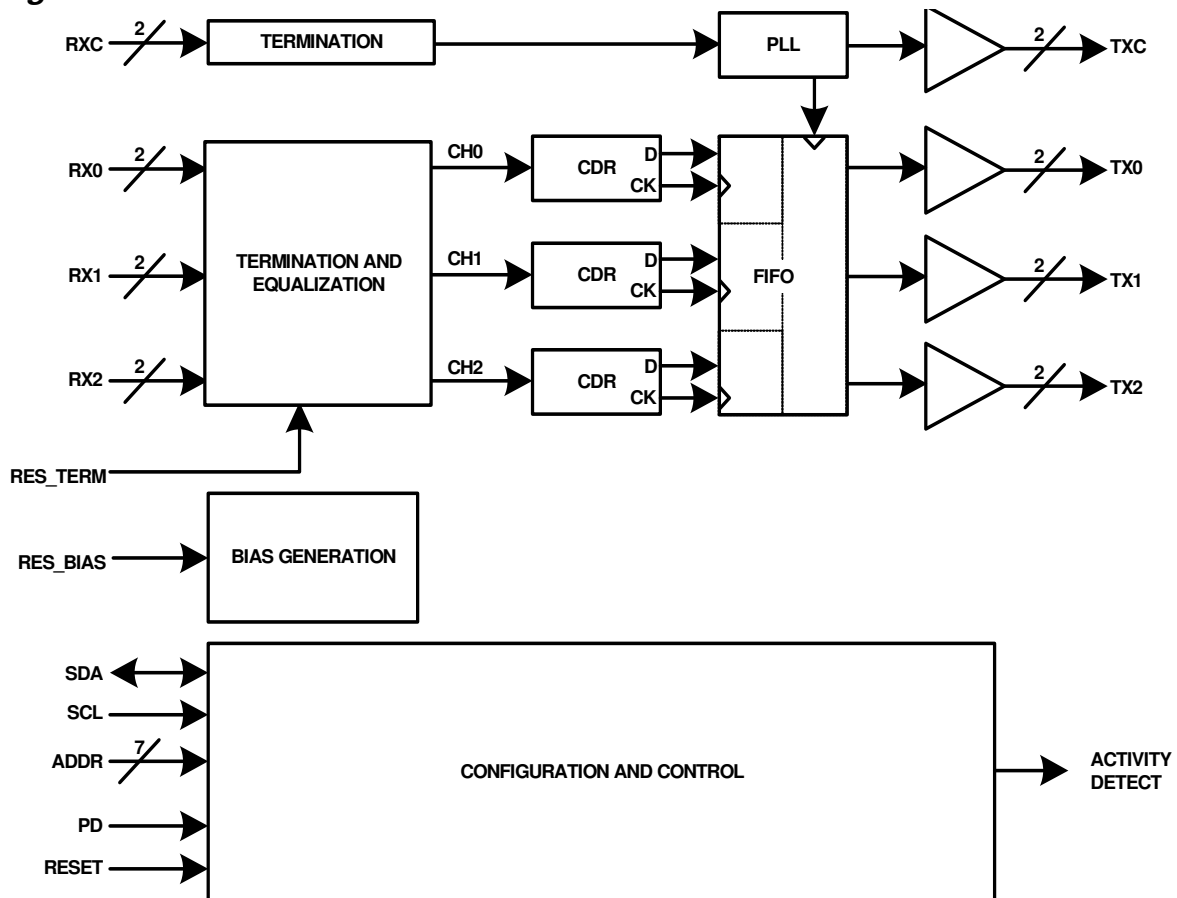 RXC
2
TERMINATION
PLL
2
TXC
RX0
2
CH0
CDR
D
CK
2
TX0
RX1
2
TERMINATION AND
EQUALIZATION
CH1
CDR
D
CK
FIFO
2
TX1
RX2
2
CH2
CDR
D
CK
2
TX2
RES_TERM
RES_BIAS
BIAS GENERATION
SDA
SCL
ADDR
7
PD
RESET
CONFIGURATION AND CONTROL
ACTIVITY
DETECT